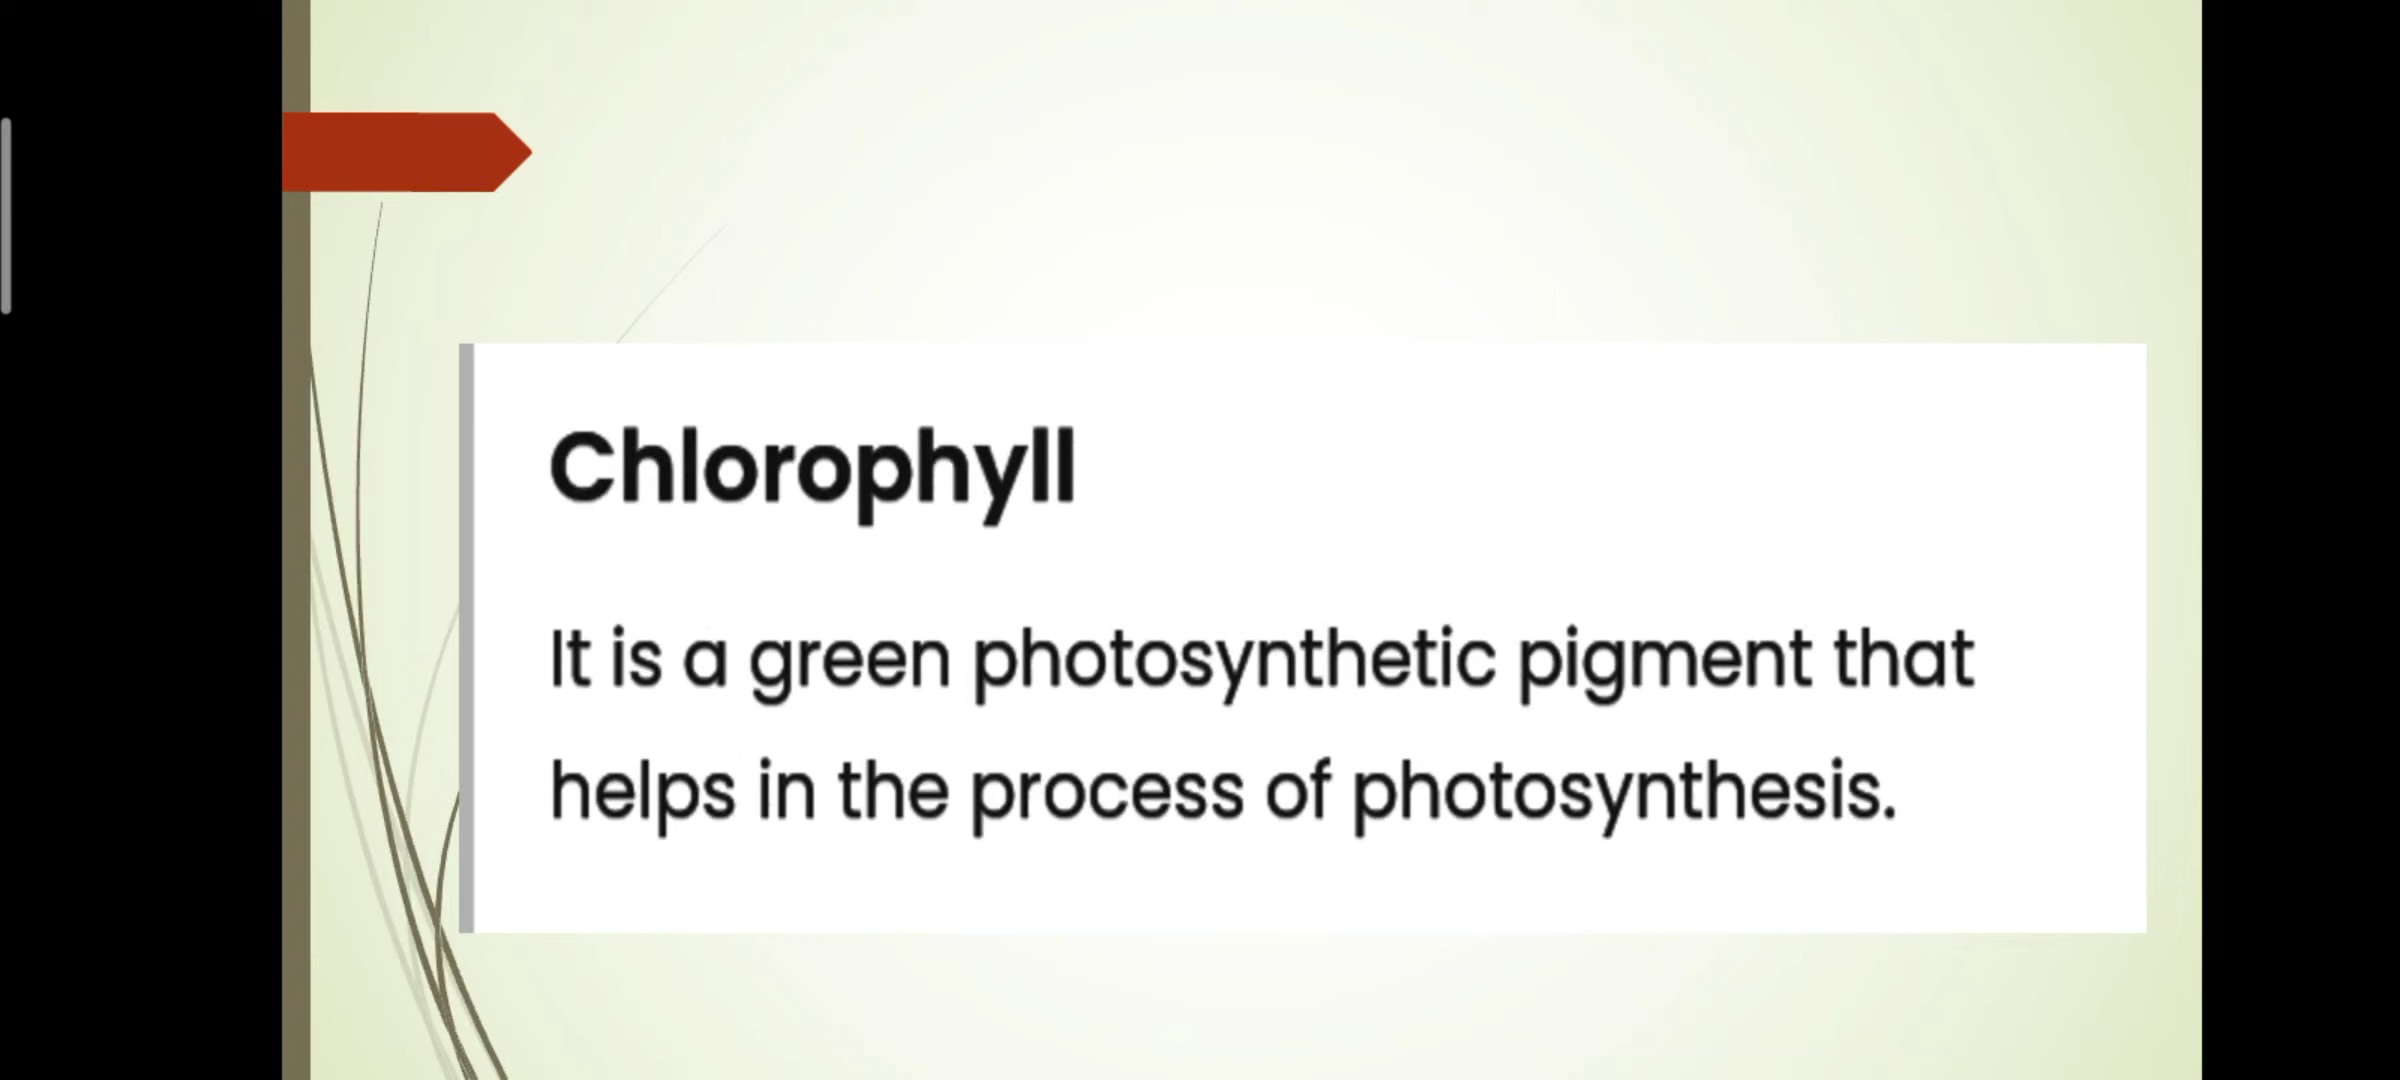 Chlorophyll
It is a green photosynthetic pigment that
helps in the process of photosynthesis.